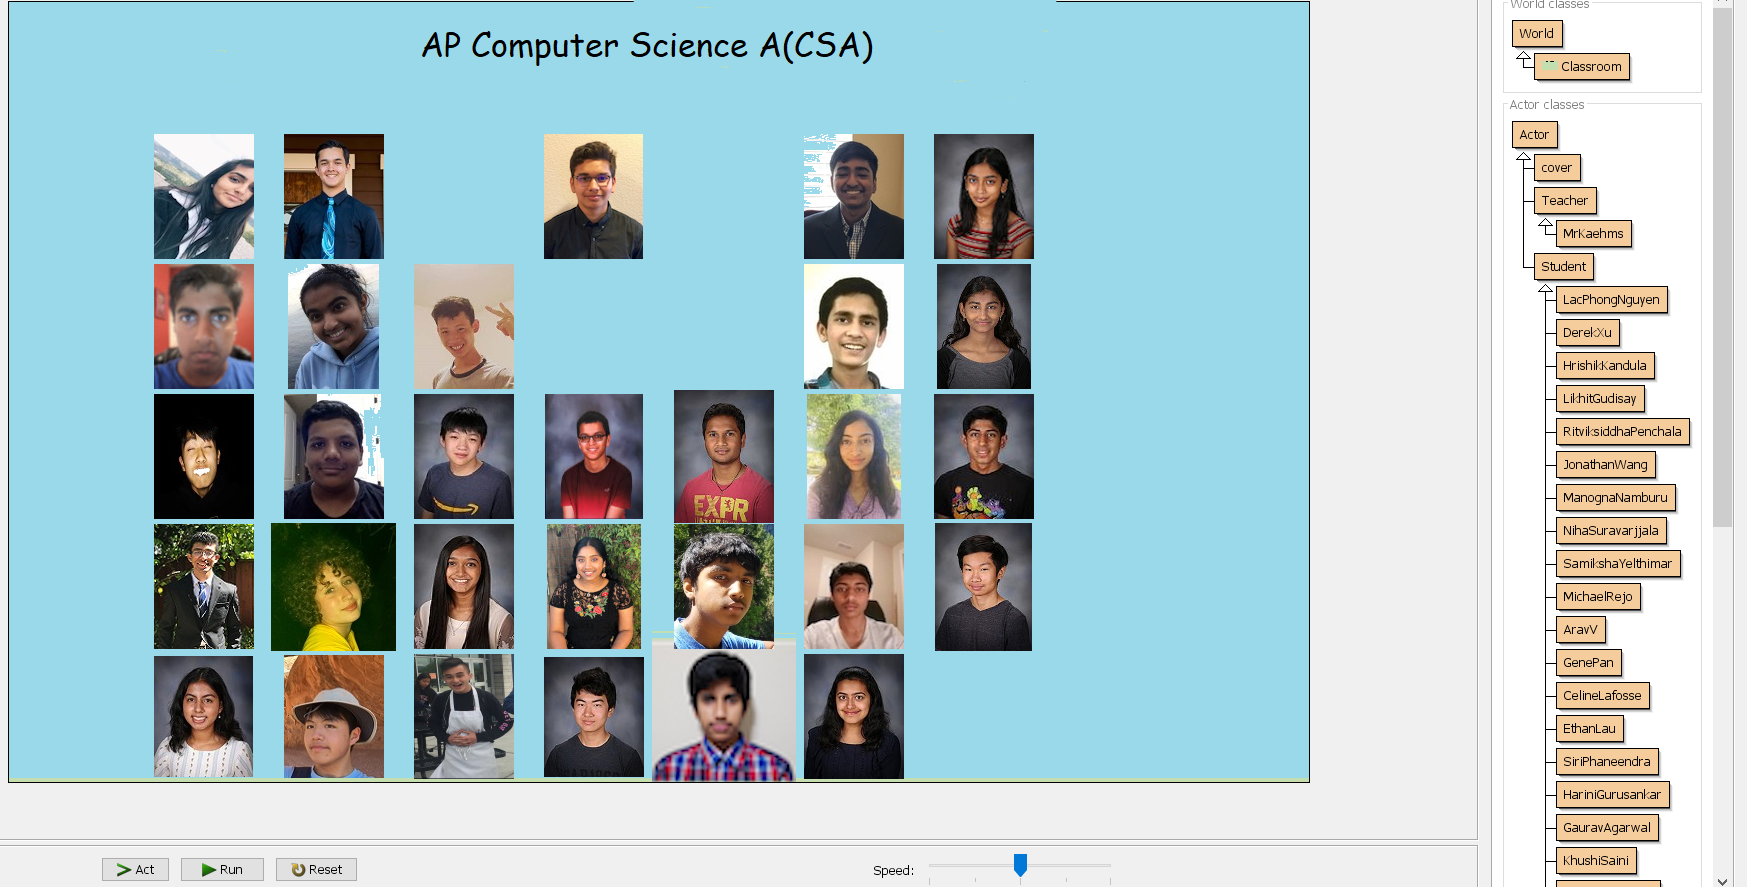 AP Computer Science A(CSA)
EXPR
World classes
World
Classroom
Actor classes
Actor
cover
Teacher
MrKaehms
Student
LacPhongNguyen
DerekXu
HrishikKandula
LikhitGudisay
RitviksiddhaPenchala
JonathanWang
ManognaNamburu
NihaSuravarjjala
SamikshaYelthimar
MichaelRejo
AravV
GenePan
CelineLafosse
EthanLau
SiriPhaneendra
HariniGurusankar
GauravAgarwal
KhushiSaini
Act
Run
Reset
Speed: